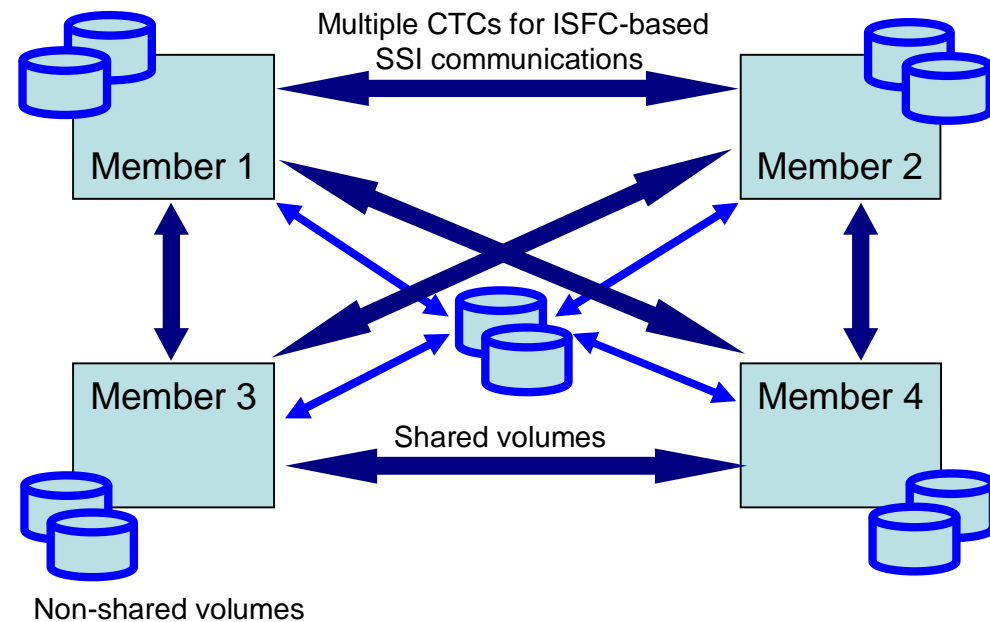 Multiple CTCs for ISFC-based
SSI communications
Member 1
Member 2
Member 3
Member 4
Shared volumes
Non-shared volumes